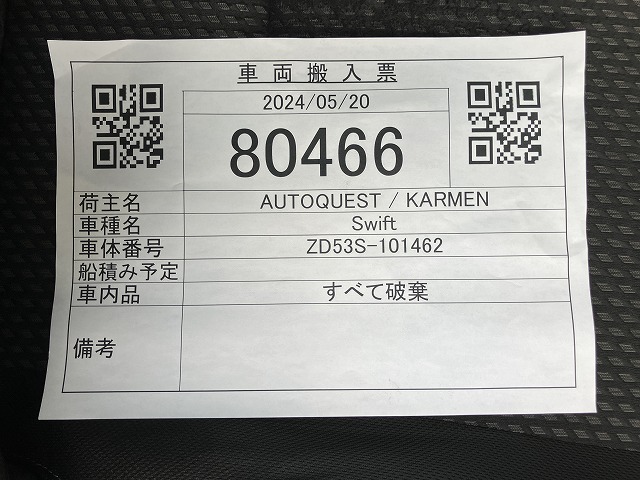 車両搬入票
2024/05/20
80466
荷主名 AUTOQUEST / KARMEN
車種名 Swift
車体番号 ZD53S-101462
船積み予定
車内品 すべて破棄
備考